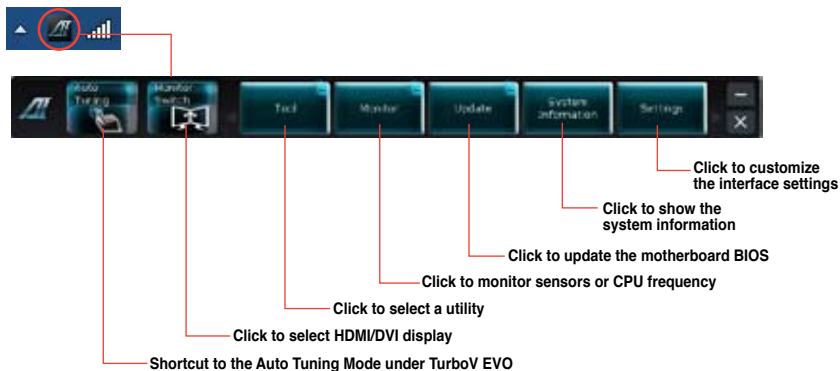 Auto
Tuning
Monitor
Switch
Tool
Monitor
Update
System
information
Settings
Click to customize
the interface settings
Click to show the
system information
Click to update the motherboard BIOS
Click to monitor sensors or CPU frequency
Click to select a utility
Click to select HDMI/DVI display
Shortcut to the Auto Tuning Mode under TurboV EVO